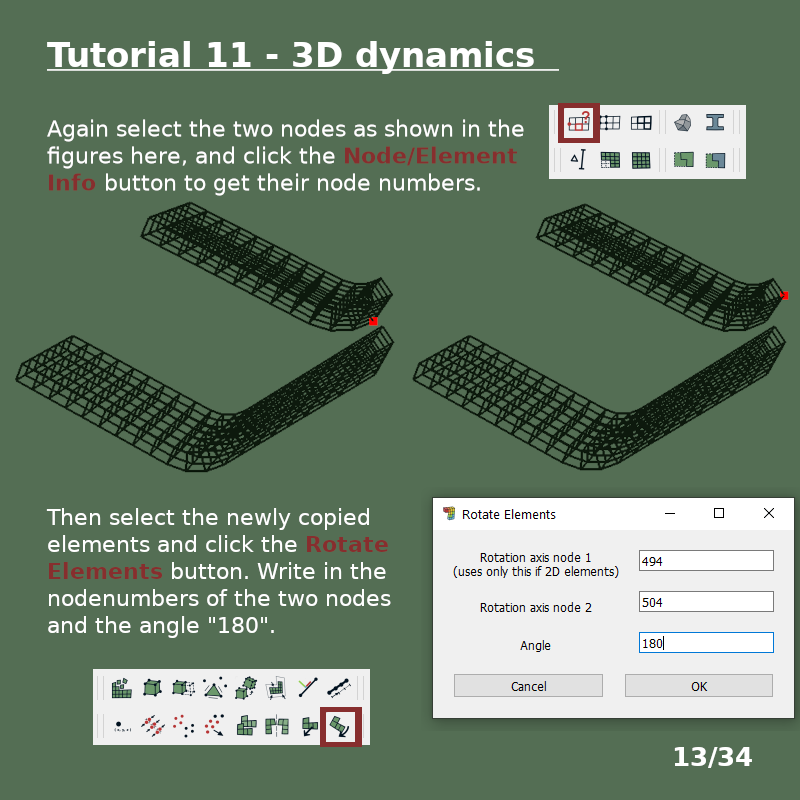 Tutorial 11 - 3D dynamics
Again select the two nodes as shown in the
figures here, and click the Node/Element
Info button to get their node numbers.
Then select the newly copied
elements and click the Rotate
Elements button. Write in the
nodenumbers of the two nodes
and the angle "180".
Rotate Elements
Rotation axis node 1
(uses only this if 2D elements)
494
Rotation axis node 2
504
Angle
180
Cancel
OK
13/34